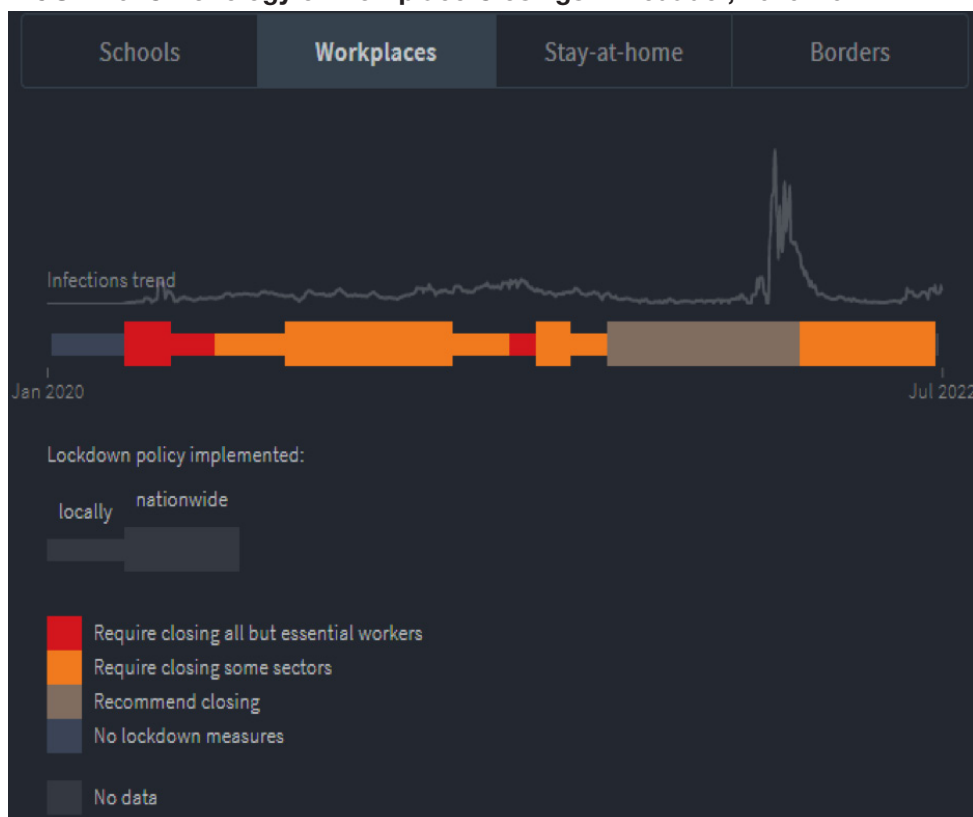 Schools Workplaces Stay-at-home Borders
Infections trend
Jan 2020 Jul 2022
Lockdown policy implemented:
locally nationwide
Require closing all but essential workers
Require closing some sectors
Recommend closing
No lockdown measures
No data